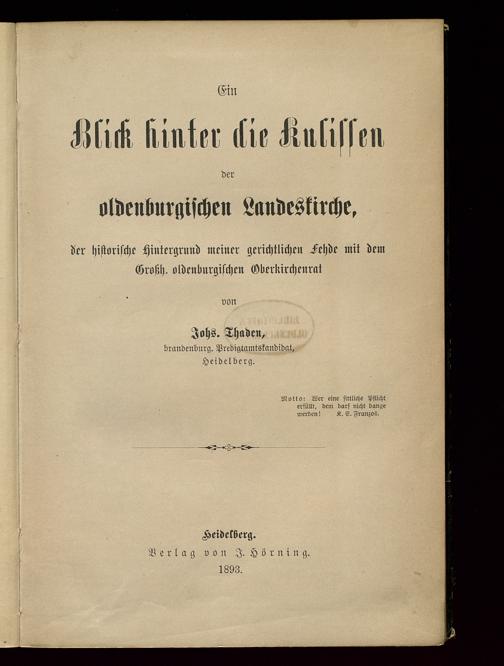 Ein
Blick hinter die Kulissen
der
oldenburgischen Landeskirche,
der historische Hintergrund meiner gerichtlichen Fehde mit dem
Großh. oldenburgischen Oberkirchenrat
von
Johs. Thaden,
brandenburg. Predigtamtskandidat,
Heidelberg.
Motto: Wer eine sittliche Pflicht
erfüllt, dem darf nicht bange
werden! K. E. Franzos.
Heidelberg.
Verlag von J. Hörning.
1893.